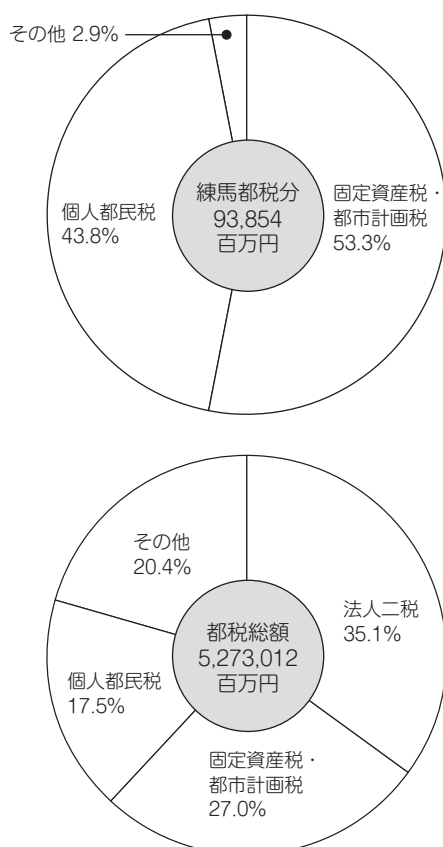 その他 2.9%
個人都民税
43.8%
練馬都税分
93,854
百万円
固定資産税・
都市計画税
53.3%
その他
20.4%
法人二税
35.1%
都税総額
5,273,012
百万円
個人都民税
17.5%
固定資産税・
都市計画税
27.0%